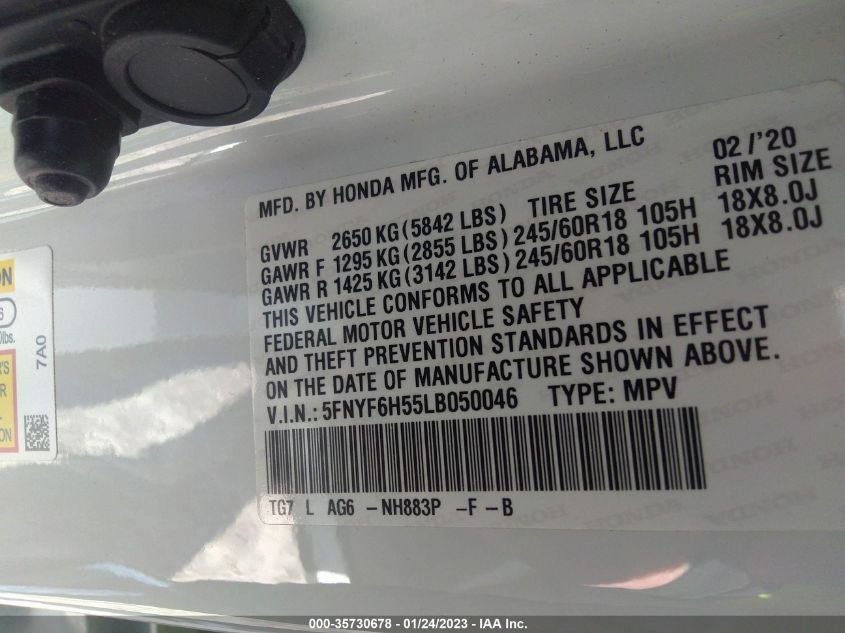 MFD. BY HONDA MFG. OF ALABAMA, LLC 02/'20
GVWR 2650 KG (5842 LBS) TIRE SIZE RIM SIZE
GAWR F 1295 KG (2855 LBS) 245/60R18 105H 18X8.0J
GAWR R 1425 KG (3142 LBS) 245/60R18 105H 18X8.0J
THIS VEHICLE CONFORMS TO ALL APPLICABLE
FEDERAL MOTOR VEHICLE SAFETY
AND THEFT PREVENTION STANDARDS IN EFFECT
ON THE DATE OF MANUFACTURE SHOWN ABOVE.
V.I.N.: 5FNYF6H55LB050046 TYPE: MPV
TG7 L AG6 -NH883P -F -B
7A0
000-35730678 - 01/24/2023 - IAA Inc.